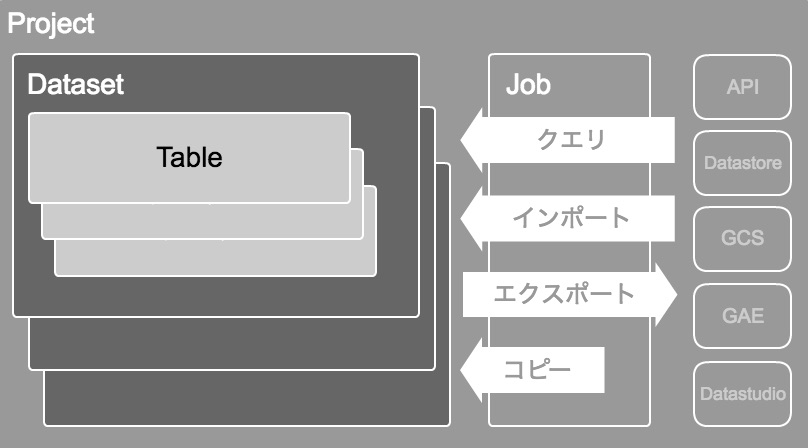 Project
Dataset
Table
Job
クエリ
インポート
エクスポート
コピー
API
Datastore
GCS
GAE
Datastudio